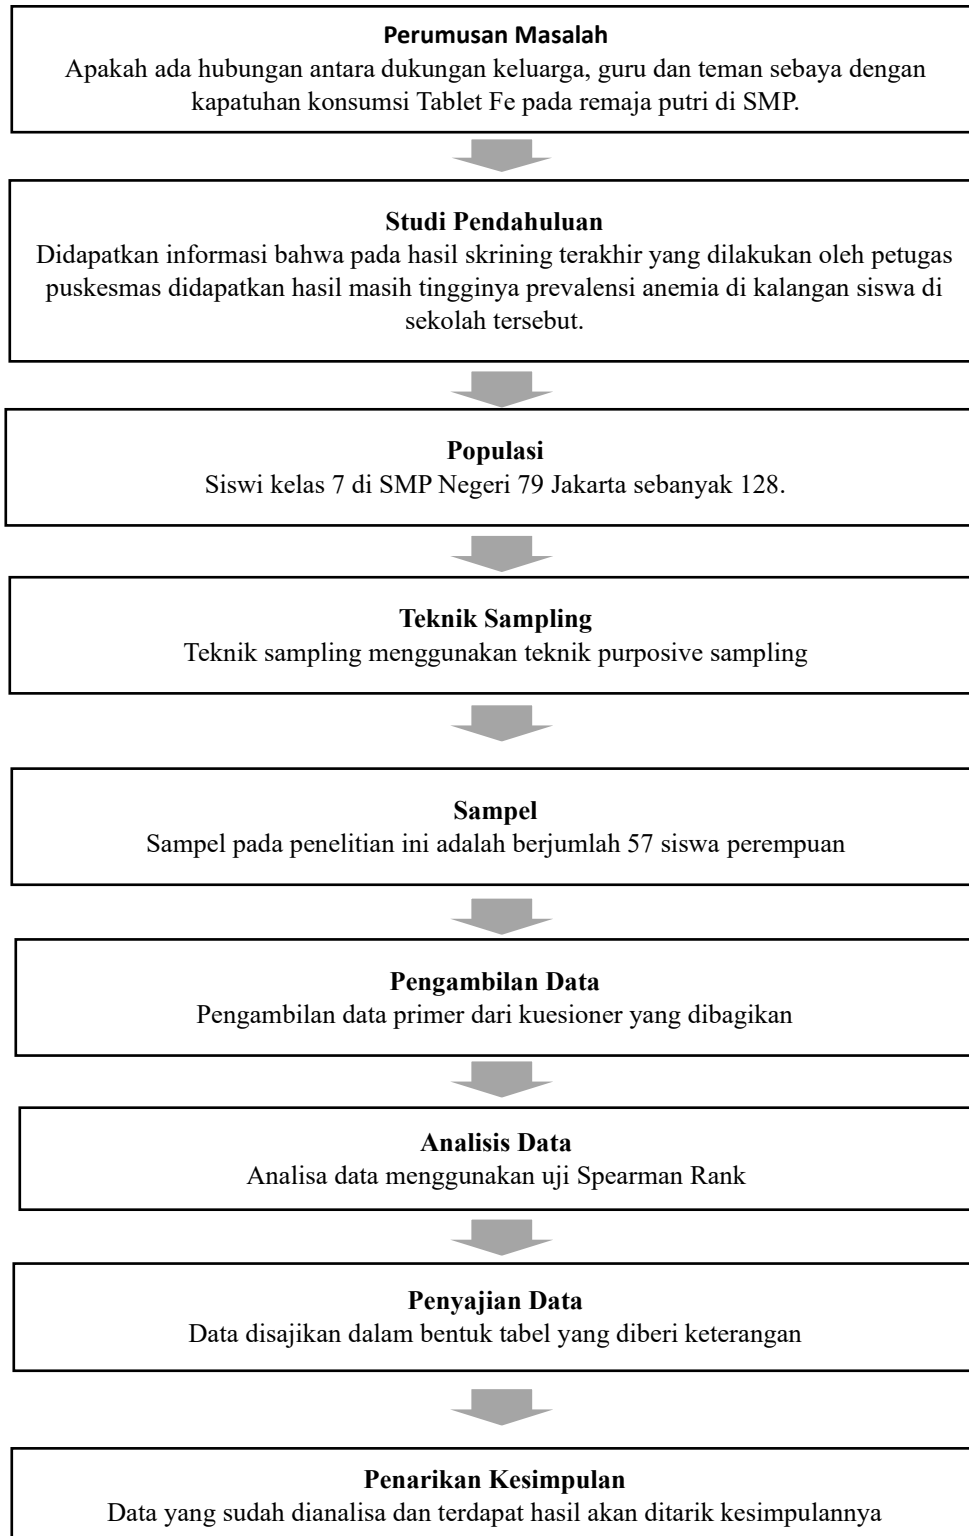 Perumusan Masalah
Apakah ada hubungan antara dukungan keluarga, guru dan teman sebaya dengan
kapatuhan konsumsi Tablet Fe pada remaja putri di SMP.
Studi Pendahuluan
Didapatkan informasi bahwa pada hasil skrining terakhir yang dilakukan oleh petugas
puskesmas didapatkan hasil masih tingginya prevalensi anemia di kalangan siswa di
sekolah tersebut.
Populasi
Siswi kelas 7 di SMP Negeri 79 Jakarta sebanyak 128.
Teknik Sampling
Teknik sampling menggunakan teknik purposive sampling
Sampel
Sampel pada penelitian ini adalah berjumlah 57 siswa perempuan
Pengambilan Data
Pengambilan data primer dari kuesioner yang dibagikan
Analisis Data
Analisa data menggunakan uji Spearman Rank
Penyajian Data
Data disajikan dalam bentuk tabel yang diberi keterangan
Penarikan Kesimpulan
Data yang sudah dianalisa dan terdapat hasil akan ditarik kesimpulannya